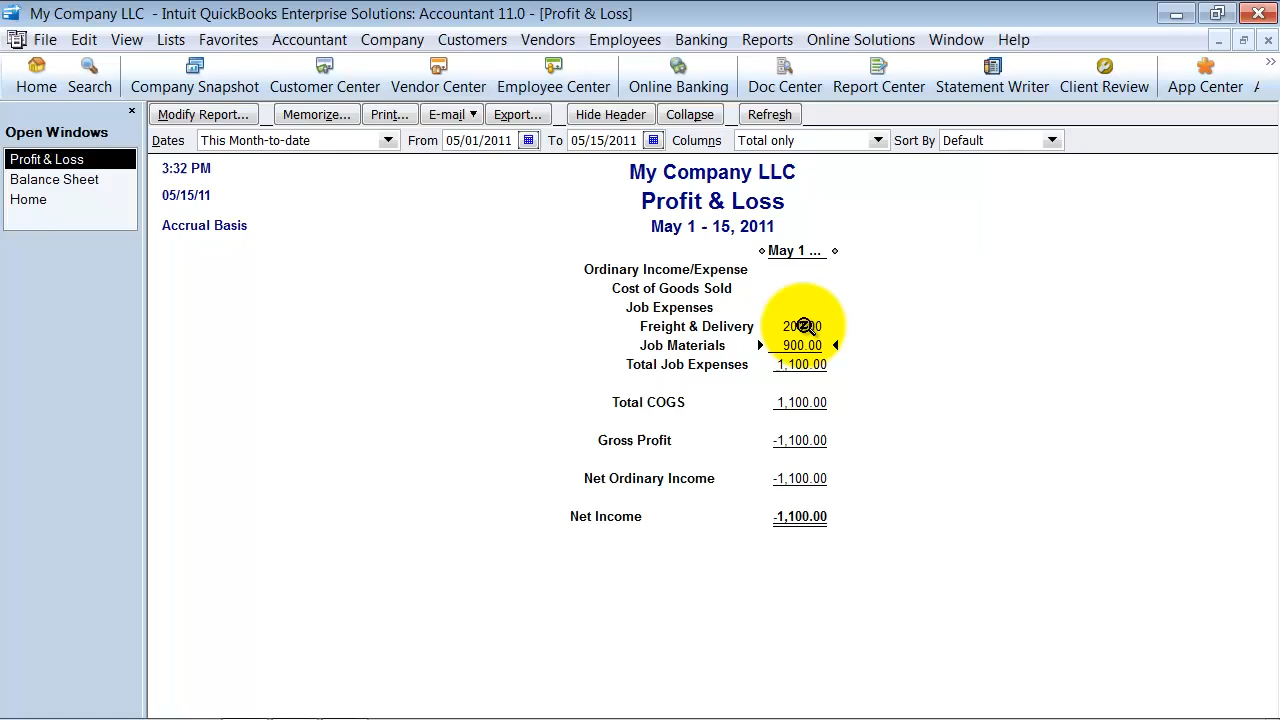 My Company LLC - Intuit QuickBooks Enterprise Solutions: Accountant 11.0 - [Profit & Loss]
File Edit View Lists Favorites Accountant Company Customers Vendors Employees Banking Reports Online Solutions Window Help
Home Search Company Snapshot Customer Center Vendor Center Employee Center Online Banking Doc Center Report Center Statement Writer Client Review App Center
Open Windows
Profit & Loss
Balance Sheet
Home
Modify Report... Memorize... Print... E-mail Export... Hide Header Collapse Refresh
Dates This Month-to-date From 05/01/2011 To 05/15/2011 Columns Total only Sort By Default
3:32 PM
05/15/11
Accrual Basis
My Company LLC
Profit & Loss
May 1 - 15, 2011
May 1 ...
Ordinary Income/Expense
Cost of Goods Sold
Job Expenses
Freight & Delivery
Job Materials 900.00
Total Job Expenses 1,100.00
Total COGS 1,100.00
Gross Profit -1,100.00
Net Ordinary Income -1,100.00
Net Income -1,100.00